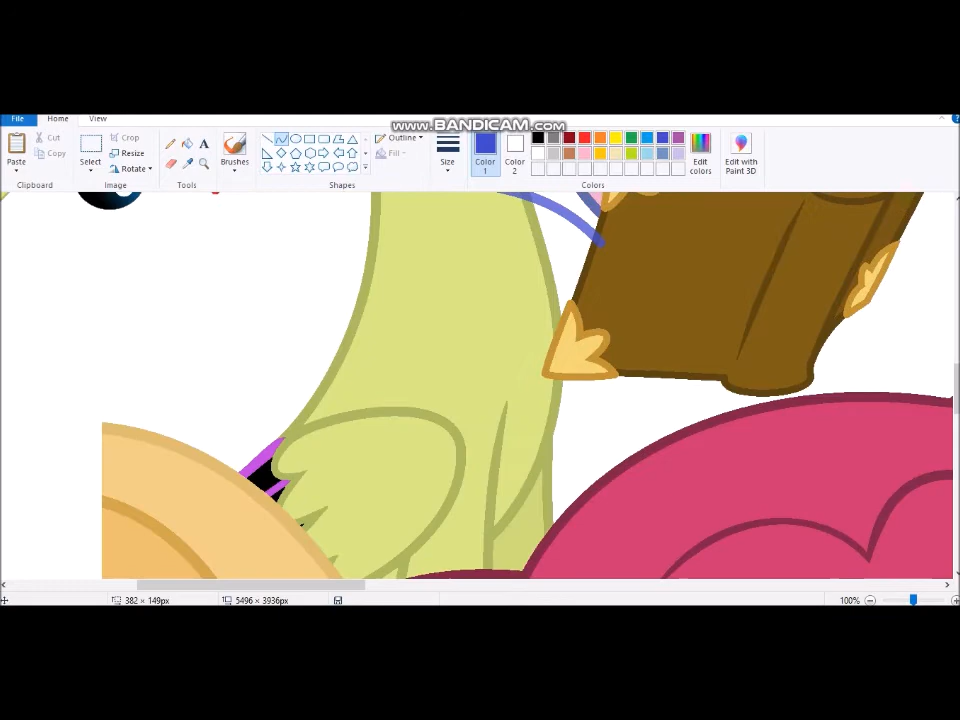 www.BANDICAM.com
File Home View
Paste
Cut
Copy
Clipboard
Select
Crop
Resize
Rotate
Image
A
Tools
Brushes
Outline
Fill
Shapes
Size
Color
1
Color
2
Edit
colors
Edit with
Paint 3D
Colors
382 × 149px
5496 × 3936px
100%